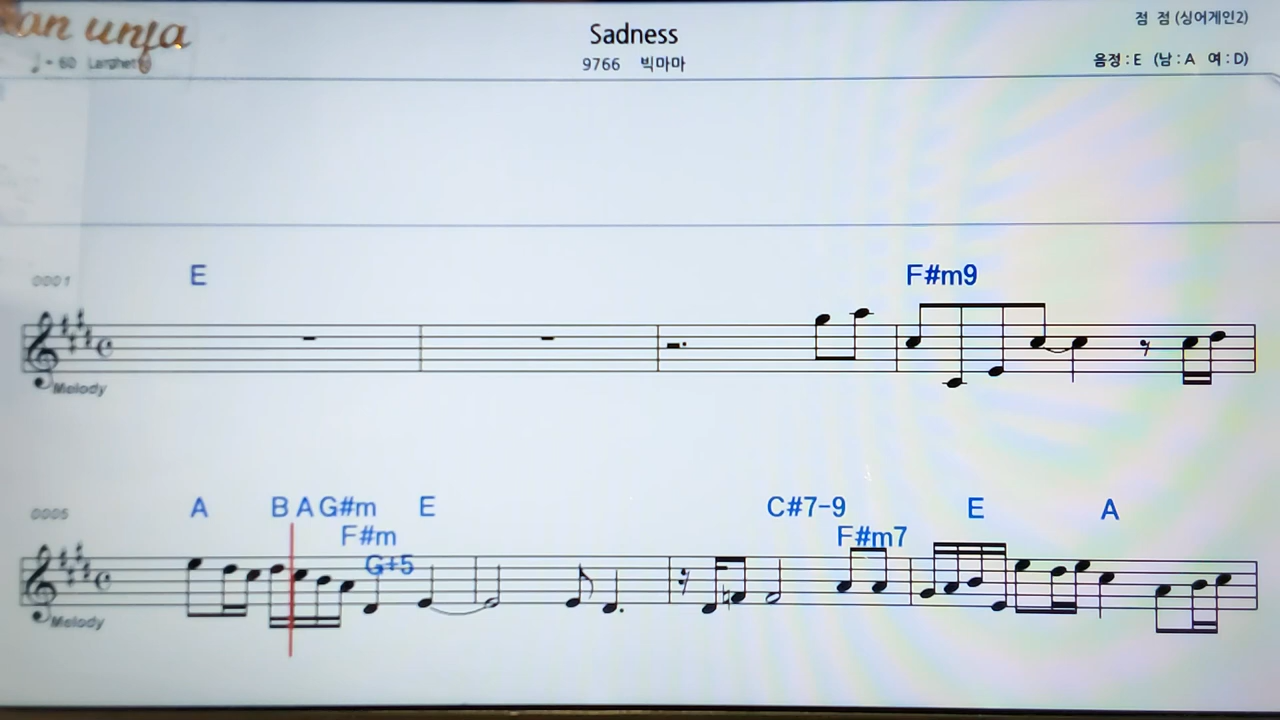 Sadness
점 점 (싱어게인2)
♩= 60 Larghetto
9766 빅마마
음정 : E (남 : A 여 : D)
0001
E
F#m9
Melody
0005
A B A G#m E C#7-9 E A
F#m F#m7
G+5
Melody